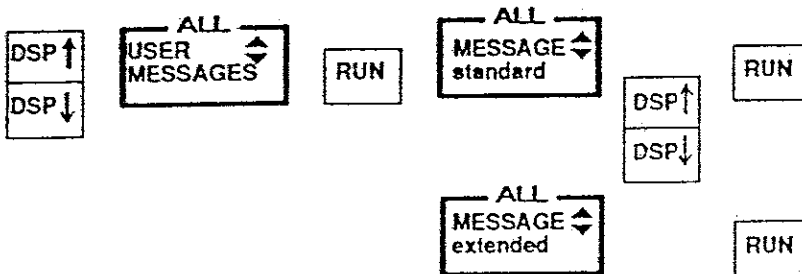 ALL
DSP ↑
DSP ↓
USER
MESSAGES
RUN
ALL
MESSAGE
standard
DSP ↑
DSP ↓
RUN
ALL
MESSAGE
extended
RUN